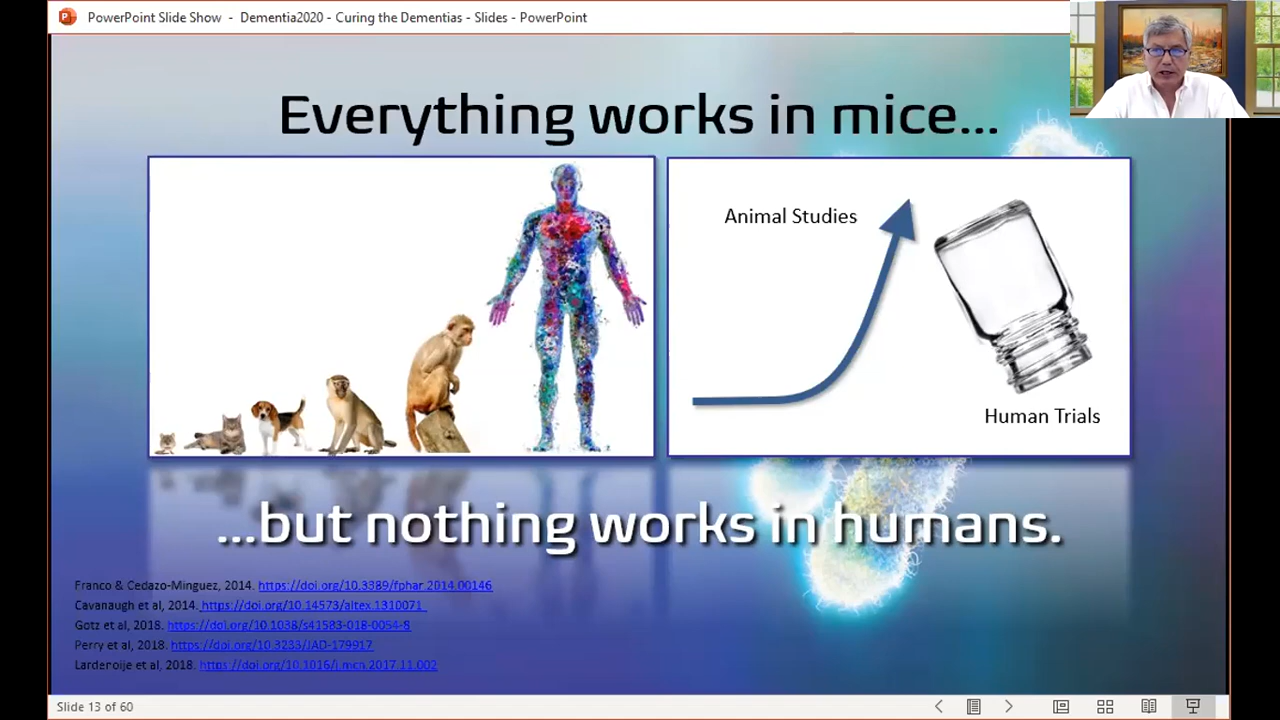 PowerPoint Slide Show - Dementia2020 - Curing the Dementias - Slides - PowerPoint
Everything works in mice...
Animal Studies
Human Trials
...but nothing works in humans.
Franco & Cedazo-Minguez, 2014. https://doi.org/10.3389/fphar.2014.00146
Cavanaugh et al, 2014. https://doi.org/10.14573/altex.1310071
Gotz et al, 2018. https://doi.org/10.1038/s41583-018-0054-8
Perry et al, 2018. https://doi.org/10.3233/JAD-179917
Lardenoije et al, 2018. https://doi.org/10.1016/j.mcn.2017.11.002
Slide 13 of 60